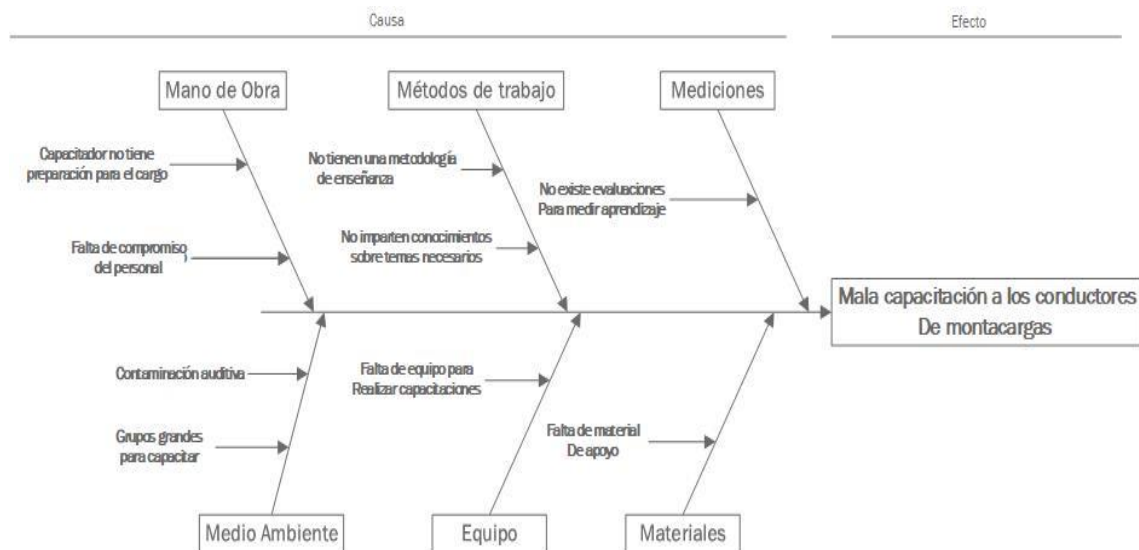 Causa
Efecto
Mano de Obra
Métodos de trabajo
Mediciones
Capacitador no tiene
preparación para el cargo
No tienen una metodología
de enseñanza
No existe evaluaciones
Para medir aprendizaje
Falta de compromiso
del personal
No imparten conocimientos
sobre temas necesarios
Mala capacitación a los conductores
De montacargas
Contaminación auditiva
Falta de equipo para
Realizar capacitaciones
Grupos grandes
para capacitar
Falta de material
De apoyo
Medio Ambiente
Equipo
Materiales